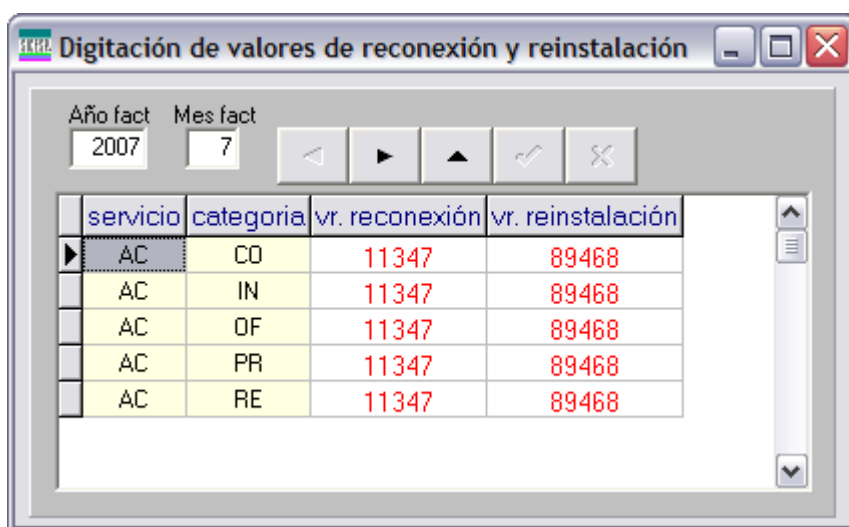 Digitación de valores de reconexión y reinstalación
Año fact Mes fact
2007 7
servicio categoria vr. reconexión vr. reinstalación
AC CO 11347 89468
AC IN 11347 89468
AC OF 11347 89468
AC PR 11347 89468
AC RE 11347 89468